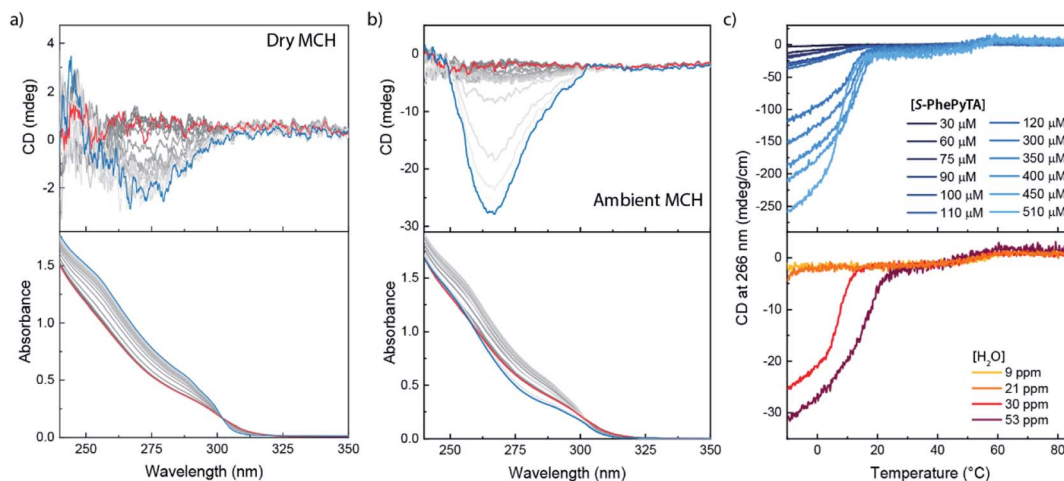 a)
Dry MCH
CD (mdeg)
4
2
0
-2
Absorbance
1.5
1.0
0.5
0.0
250
275
300
325
350
Wavelength (nm)
b)
Ambient MCH
CD (mdeg)
0
-10
-20
-30
Absorbance
1.5
1.0
0.5
0.0
250
275
300
325
350
Wavelength (nm)
c)
CD at 266 nm (mdeg/cm)
0
-50
-100
-150
-200
-250
[S-PhePyTA]
30 μM 120 μM
60 μM 300 μM
75 μM 350 μM
90 μM 400 μM
100 μM 450 μM
110 μM 510 μM
0
-10
-20
-30
[H2O]
9 ppm
21 ppm
30 ppm
53 ppm
0
20
40
60
80
Temperature (°C)